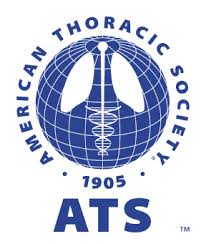 • AMERICAN THORACIC SOCIETY •
1905
ATS ™